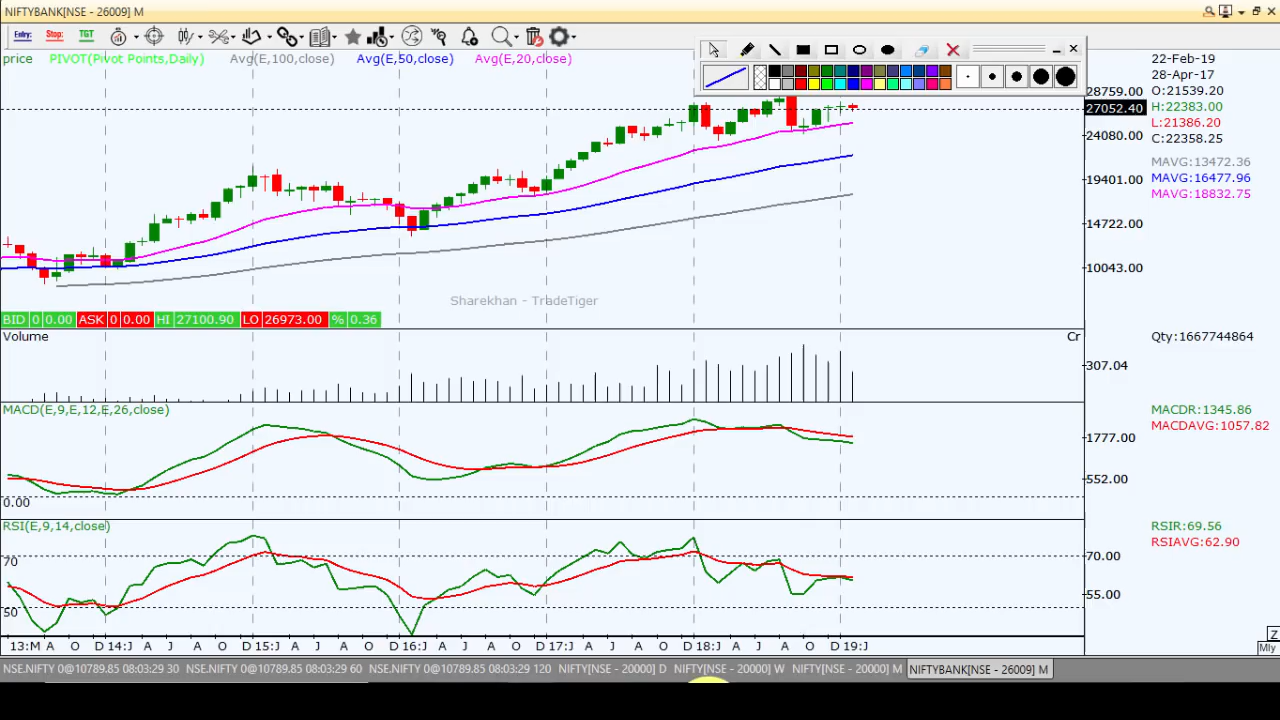 NIFTYBANK[NSE - 26009] M
Entry: Stop: TGT
price PIVOT(Pivot Points,Daily) Avg(E,100,close) Avg(E,50,close) Avg(E,20,close)
22-Feb-19
28-Apr-17
O:21539.20
H:22383.00
L:21386.20
C:22358.25
MAVG:13472.36
MAVG:16477.96
MAVG:18832.75
28759.00
27052.40
24080.00
19401.00
14722.00
10043.00
Sharekhan - TradeTiger
BID 0 0.00 ASK 0 0.00 HI 27100.90 LO 26973.00 % 0.36
Volume
Cr
Qty:1667744864
307.04
MACD(E,9,E,12,E,26,close)
MACDR:1345.86
MACDAVG:1057.82
1777.00
552.00
0.00
RSI(E,9,14,close)
RSIR:69.56
RSIAVG:62.90
70
70.00
55.00
50
13:M A O D 14:J A J A O D 15:J A J A O D 16:J A J A O D 17:J A J A O D 18:J A J A O D 19:J
Z
Mly
NSE.NIFTY 0@10789.85 08:03:29 30 NSE.NIFTY 0@10789.85 08:03:29 60 NSE.NIFTY 0@10789.85 08:03:29 120 NIFTY[NSE - 20000] D NIFTY[NSE - 20000] W NIFTY[NSE - 20000] M NIFTYBANK[NSE - 26009] M